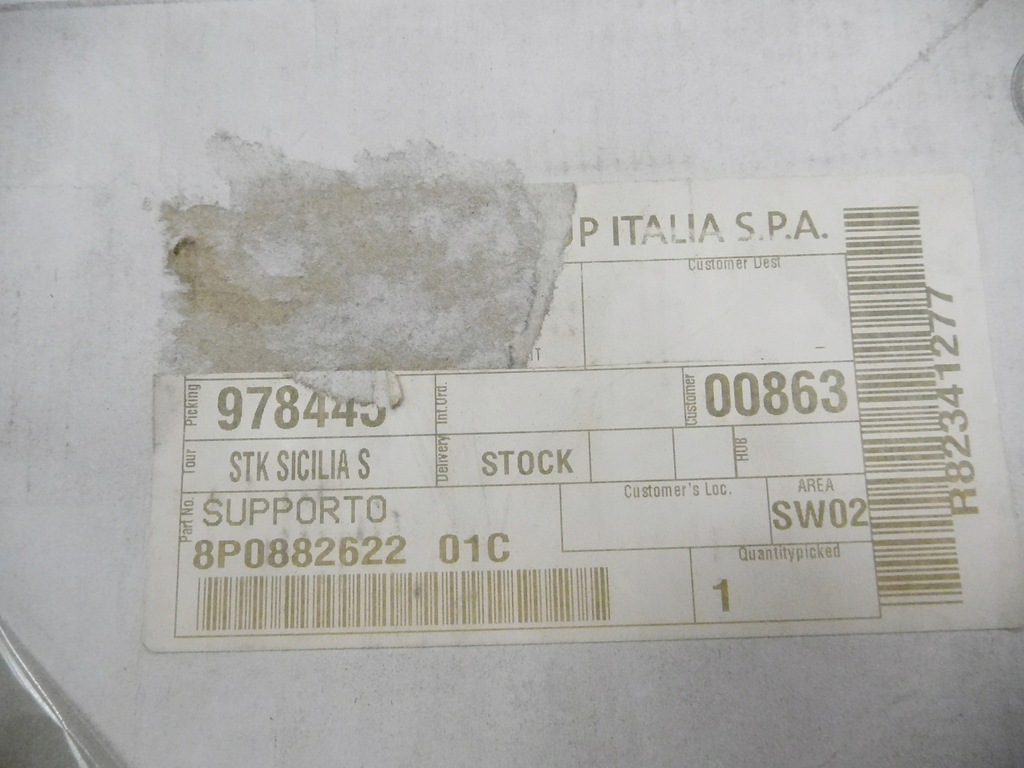 UP ITALIA S.P.A.
Customer Dest
Picking
Int.Ord.
Customer 00863
Tour STK SICILIA S
Delivery STOCK
HUB
Part No. SUPPORTO
8P0882622 01C
Customer's Loc.
AREA
SW02
Quantitypicked
1
R82341277